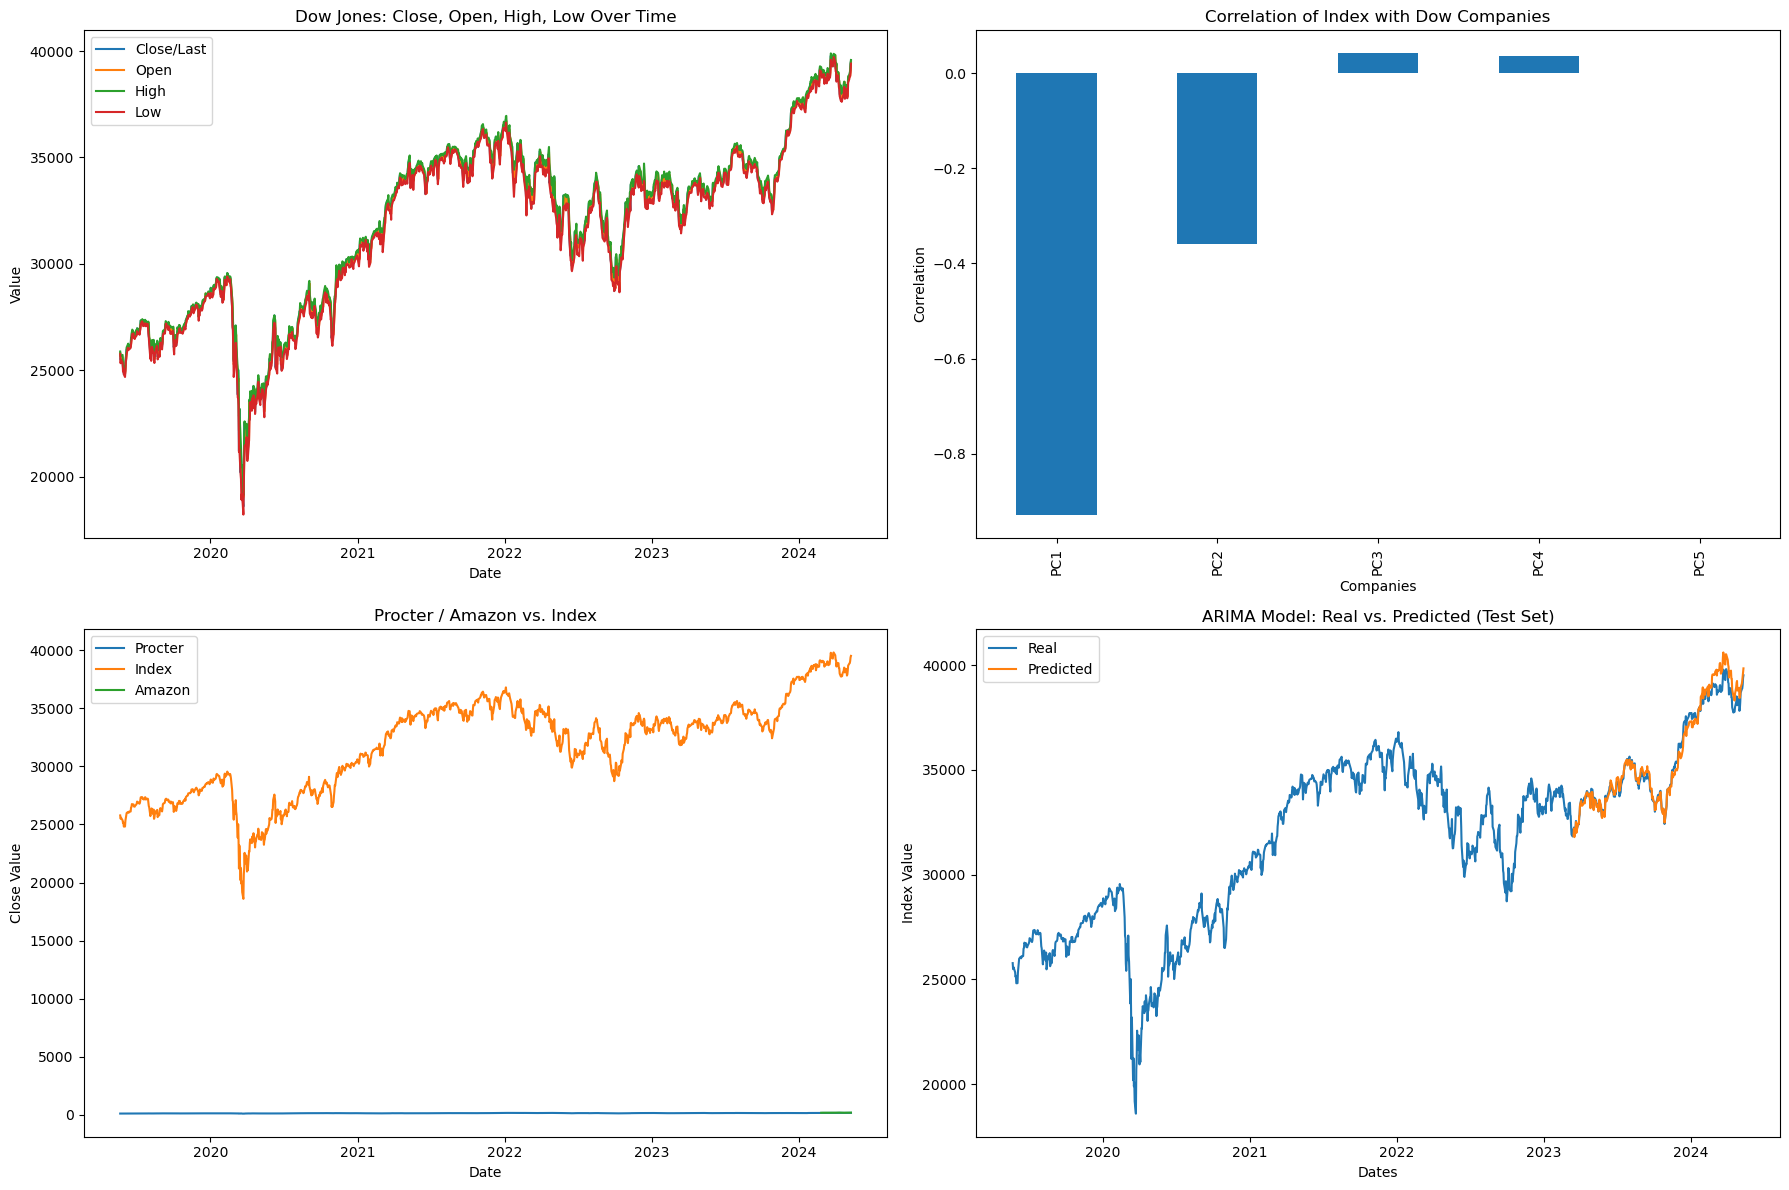 Dow Jones: Close, Open, High, Low Over Time
Close/Last
Open
High
Low
40000
35000
30000
25000
20000
Value
2020 2021 2022 2023 2024
Date
Correlation of Index with Dow Companies
0.0
−0.2
−0.4
−0.6
−0.8
Correlation
PC1 PC2 PC3 PC4 PC5
Companies
Procter / Amazon vs. Index
Procter
Index
Amazon
40000
35000
30000
25000
20000
15000
10000
5000
0
Close Value
2020 2021 2022 2023 2024
Date
ARIMA Model: Real vs. Predicted (Test Set)
Real
Predicted
40000
35000
30000
25000
20000
Index Value
2020 2021 2022 2023 2024
Dates